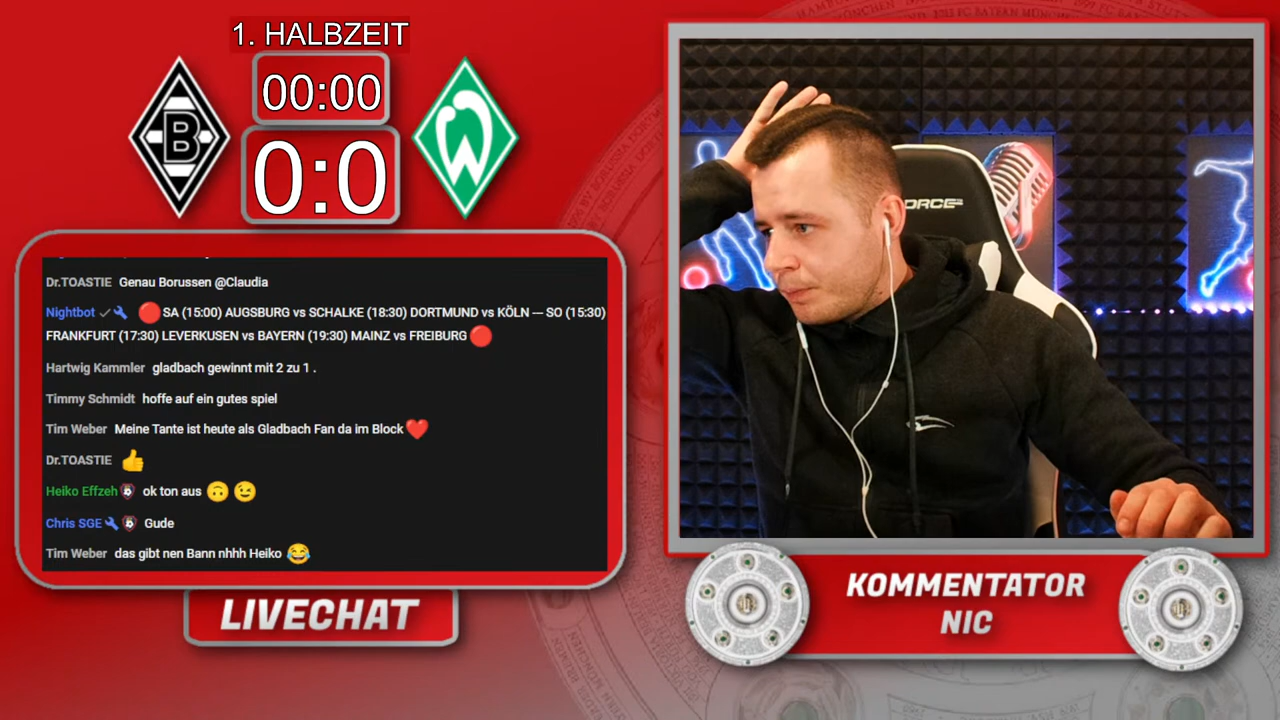 1. HALBZEIT
00:00
B
W
0:0
Dr.TOASTIE Genau Borussen @Claudia
Nightbot SA (15:00) AUGSBURG vs SCHALKE (18:30) DORTMUND vs KÖLN --- SO (15:30)
FRANKFURT (17:30) LEVERKUSEN vs BAYERN (19:30) MAINZ vs FREIBURG
Hartwig Kammler gladbach gewinnt mit 2 zu 1 .
Timmy Schmidt hoffe auf ein gutes spiel
Tim Weber Meine Tante ist heute als Gladbach Fan da im Block
Dr.TOASTIE
Heiko Effzeh ok ton aus
Chris SGE Gude
Tim Weber das gibt nen Bann nhhh Heiko
LIVECHAT
KOMMENTATOR
NIC